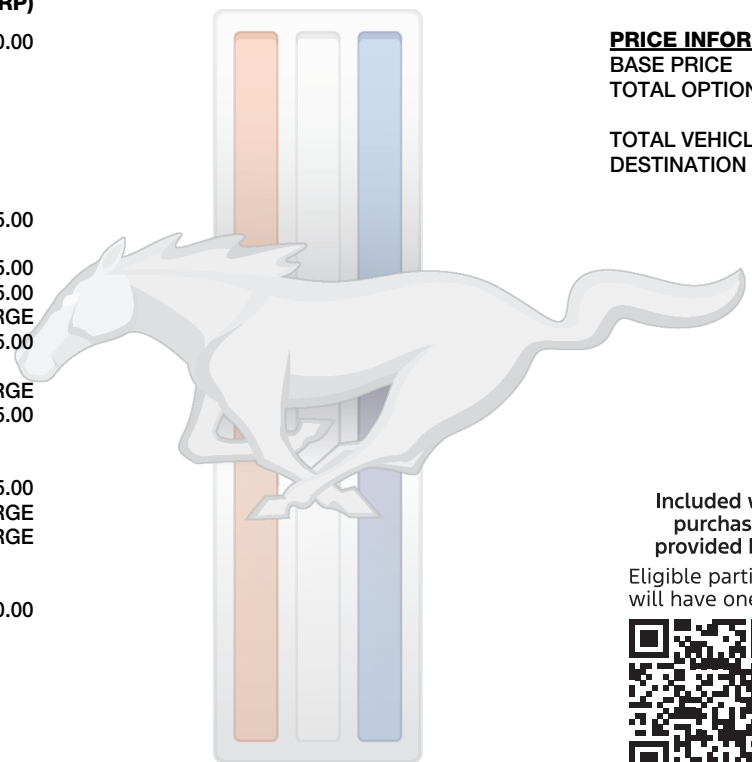 RP)
0.00
5.00
5.00
5.00
RGE
5.00
RGE
5.00
5.00
RGE
RGE
0.00
PRICE INFOR
BASE PRICE
TOTAL OPTION
TOTAL VEHICL
DESTINATION
Included w
purchas
provided b
Eligible parti
will have one